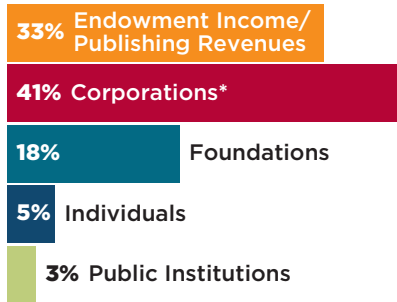 33% Endowment Income/
Publishing Revenues
41% Corporations*
18% Foundations
5% Individuals
3% Public Institutions